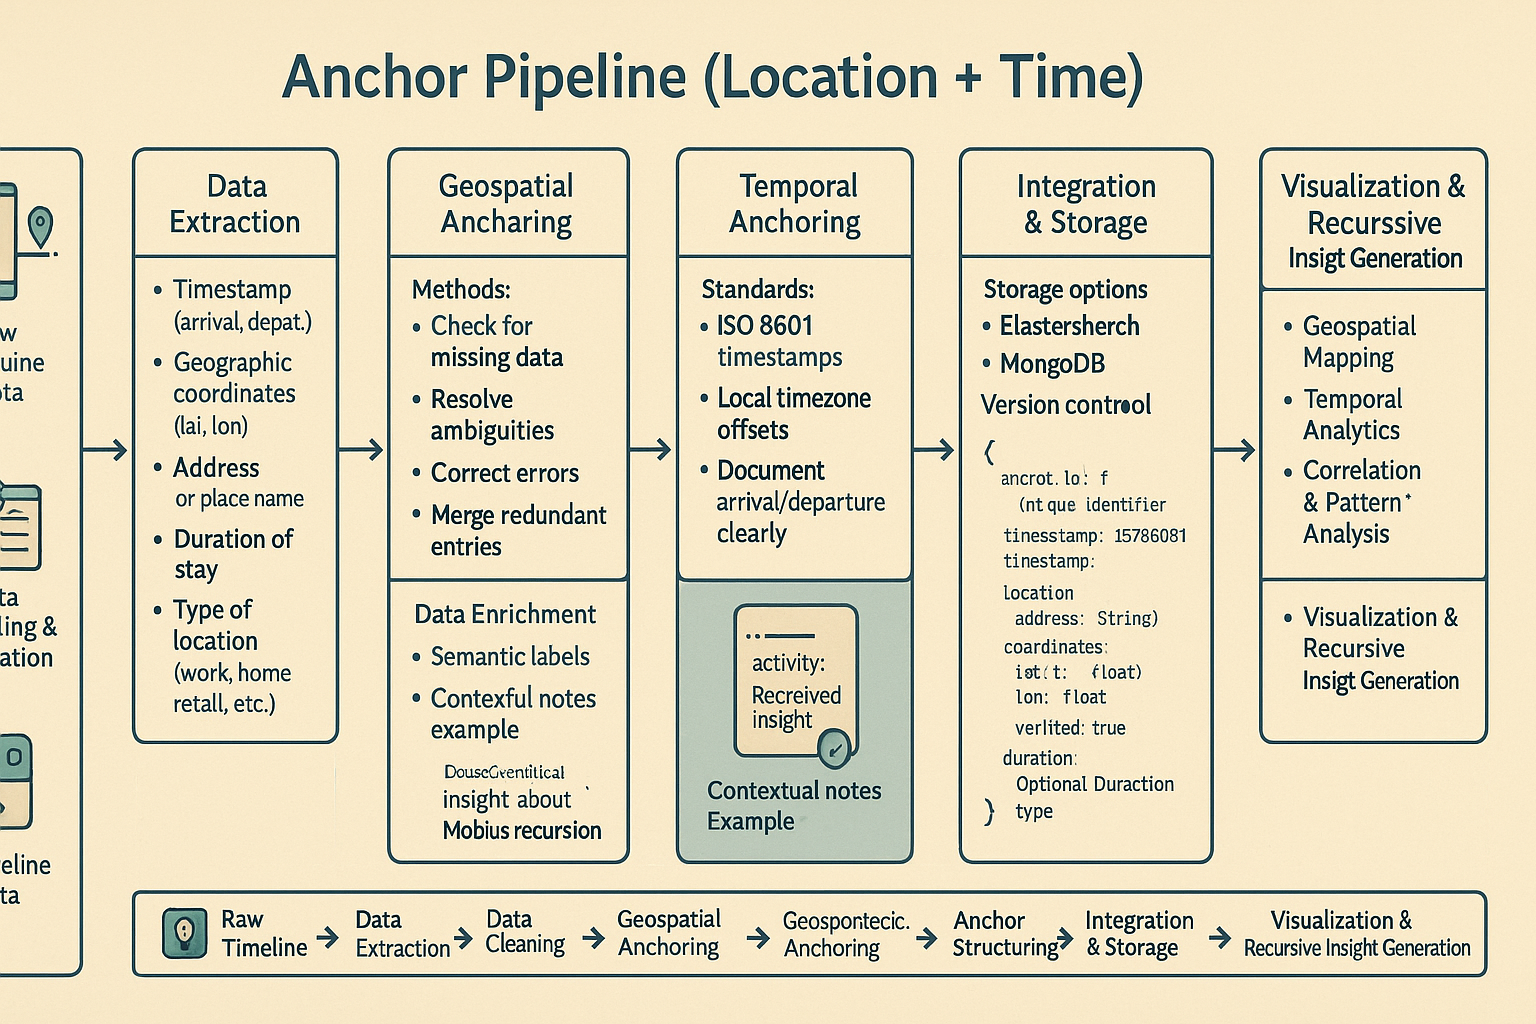 Anchor Pipeline (Location + Time)
w
uine
ota
ta
ling &
ation
eline
ta
Data
Extraction
• Timestamp
(arrival, depat.)
• Geographic
coordinates
(lai, lon)
• Address
or place name
• Duration of
stay
• Type of
location
(work, home
retall, etc.)
Geospatial
Ancharing
Methods:
• Check for
missing data
• Resolve
ambiguities
• Correct errors
• Merge redundant
entries
Data Enrichment
• Semantic labels
• Contexful notes
example
insight about
Mobius recursion
Temporal
Anchoring
Standards:
• ISO 8601
timestamps
• Local timezone
offsets
• Document
arrival/departure
clearly
activity:
Recreived
insight
Contextual notes
Example
Integration
& Storage
Storage options
• Elastersherch
• MongoDB
Version control
{
ancrot. lo: f
(nt que identifier
tinesstamp: 15786081
tinestamp:
location
address: String)
coardinates:
float)
lon: float
verlited: true
duration:
Optional Duraction
} type
Visualization &
Recurssive
Insigt Generation
• Geospatial
Mapping
• Temporal
Analytics
• Correlation
& Pattern
Analysis
• Visualization &
Recursive
Insigt Generation
Raw
Timeline
Data
Extraction
Data
Cleaning
Geospatial
Anchoring
Geospontecic.
Anchoring
Anchor
Structuring
Integration
& Storage
Visualization &
Recursive Insight Generation